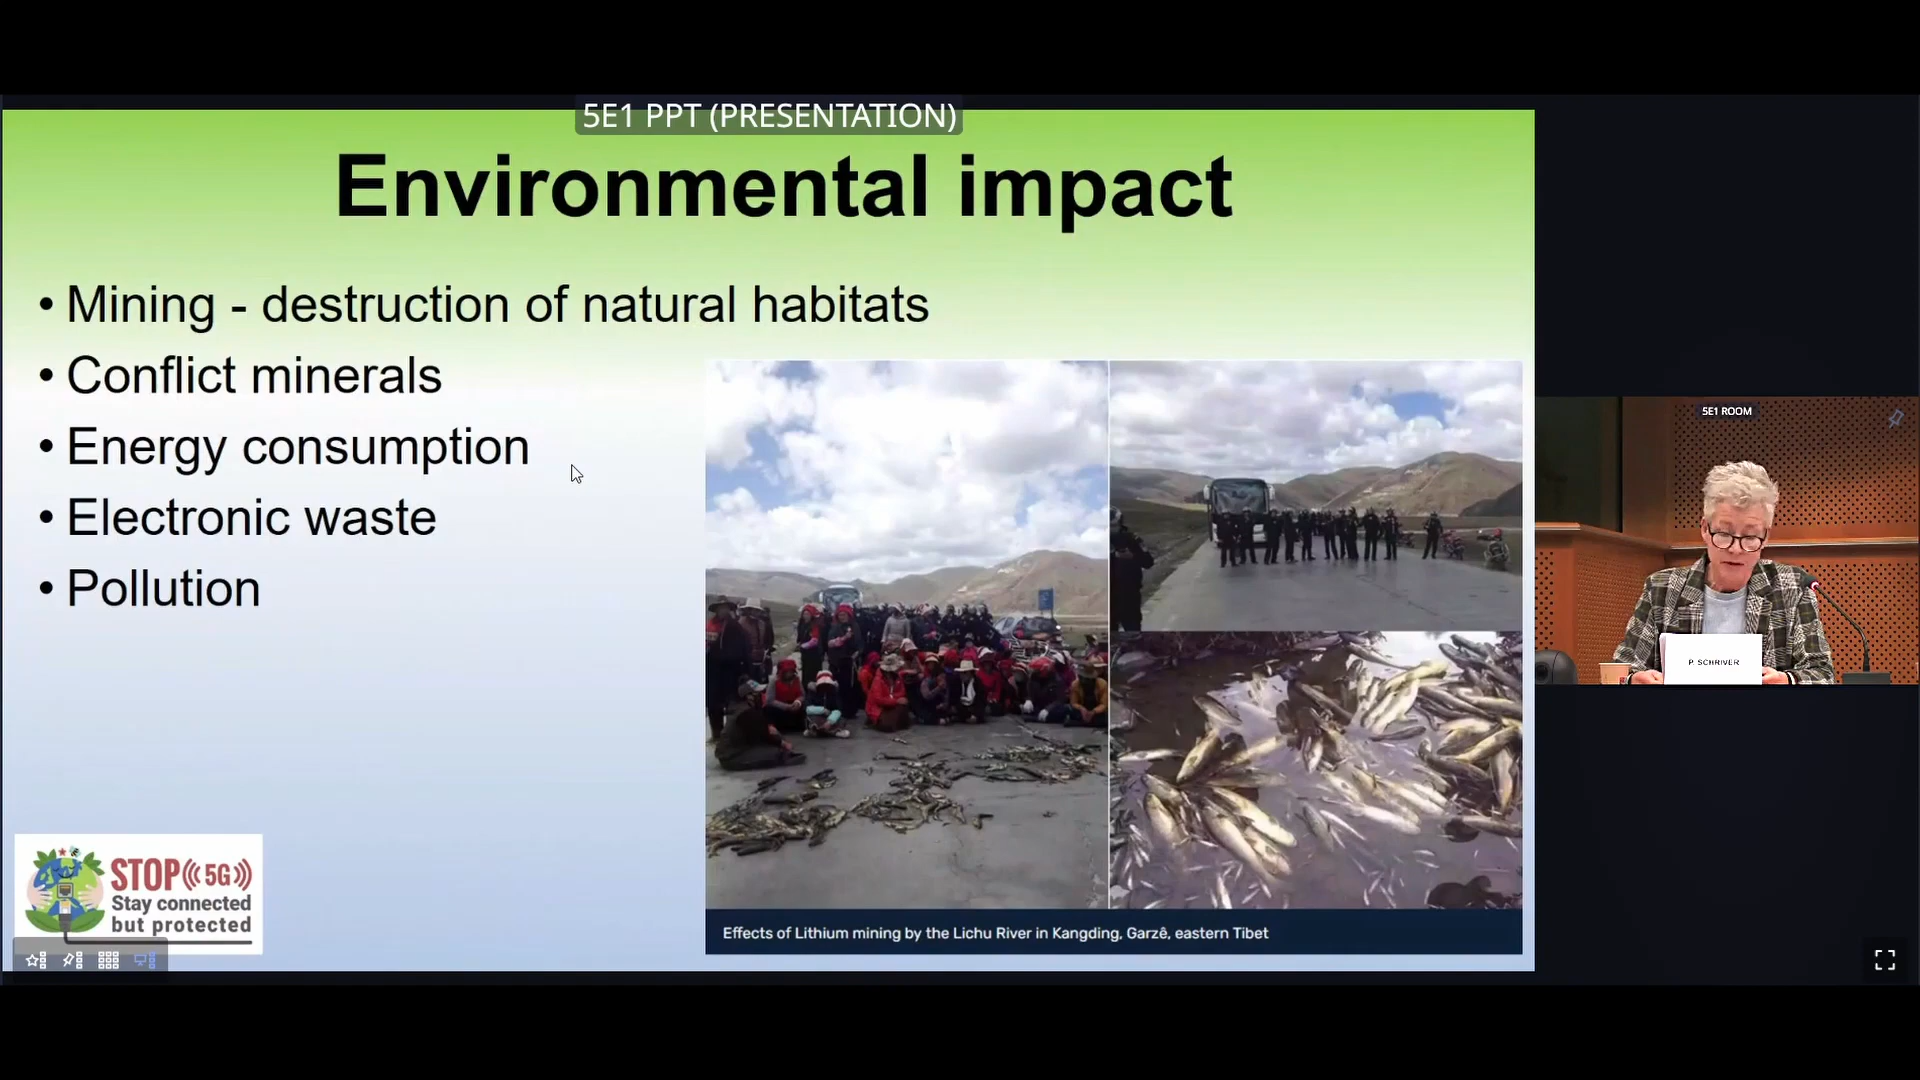 5E1 PPT (PRESENTATION)
Environmental impact
• Mining - destruction of natural habitats
• Conflict minerals
• Energy consumption
• Electronic waste
• Pollution
STOP 5G
Stay connected
but protected
Effects of Lithium mining by the Lichu River in Kangding, Garzê, eastern Tibet
5E1 ROOM
P. SCHRIVER